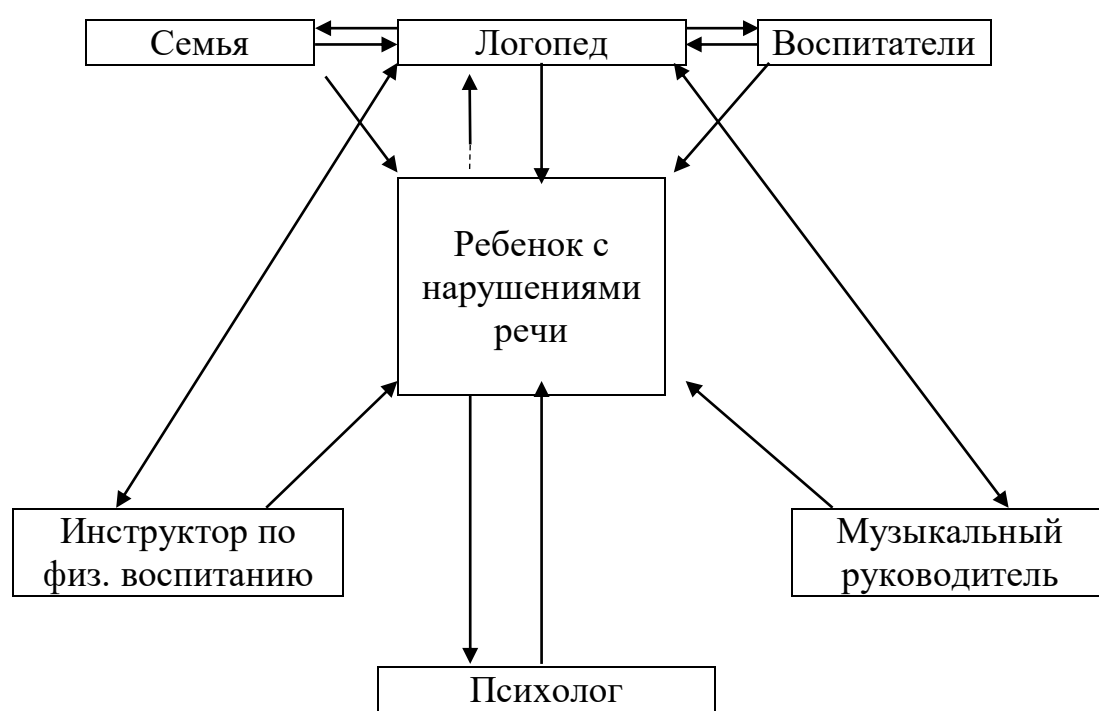 Семья
Логопед
Воспитатели
Ребенок с
нарушениями
речи
Инструктор по
физ. воспитанию
Музыкальный
руководитель
Психолог